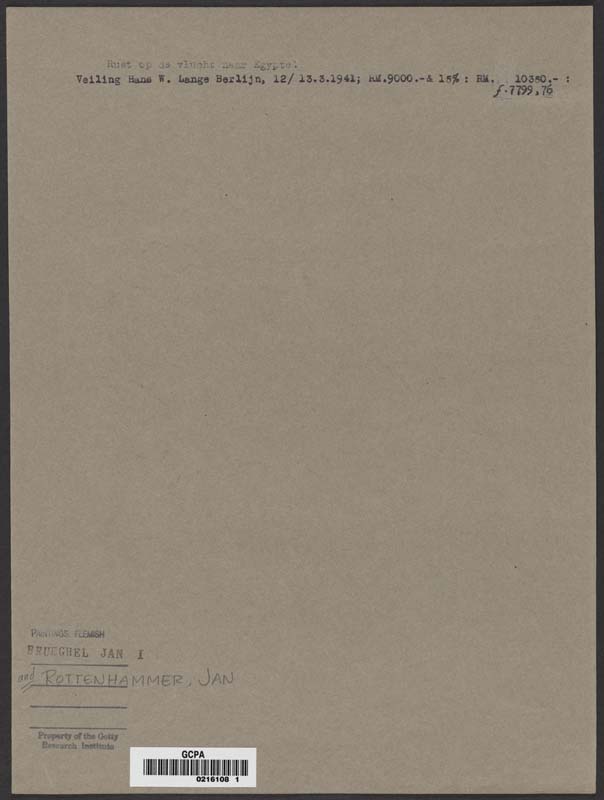 Rust op de vlucht naar Egypte.
Veiling Hans W. Lange Berlijn, 12/ 13.3.1941; RM.9000.-& 15% : RM. 10350.- :
f.7799,76
PAINTINGS FLEMISH
BRUEGHEL JAN I
and ROTTENHAMMER, JAN
Property of the Getty
Research Institute
GCPA
0216108 1